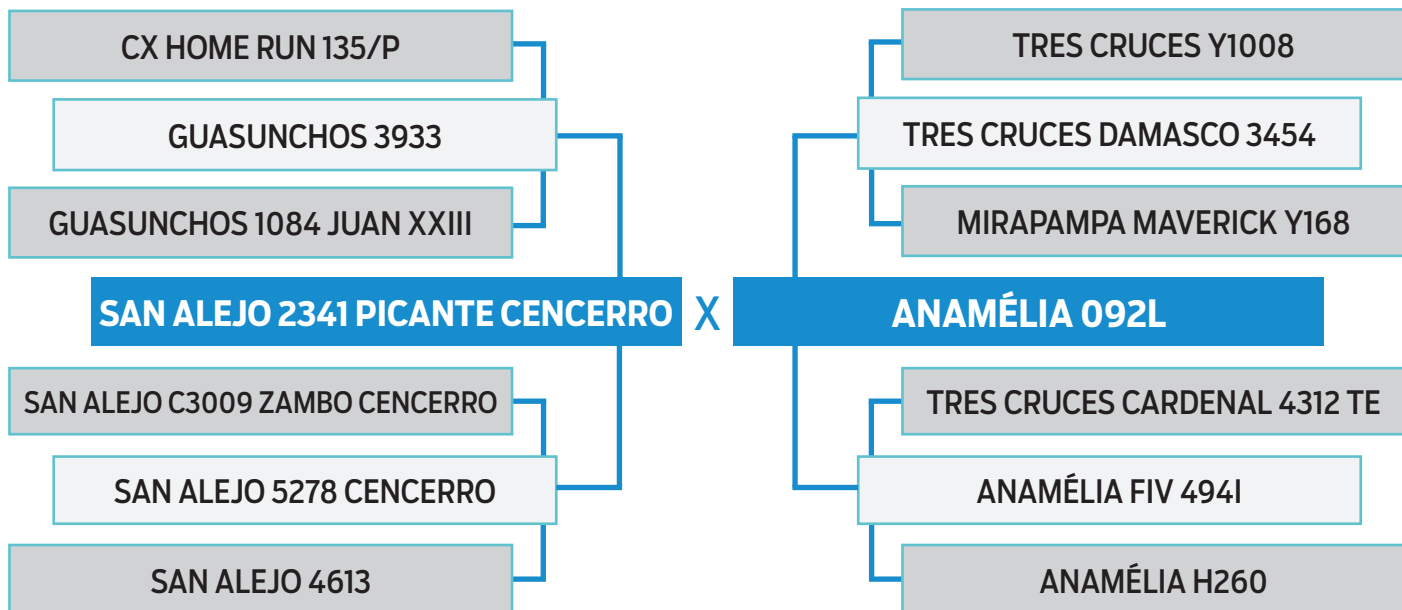 CX HOME RUN 135/P
GUASUNCHOS 3933
GUASUNCHOS 1084 JUAN XXIII
SAN ALEJO 2341 PICANTE CENCERRO
SAN ALEJO C3009 ZAMBO CENCERRO
SAN ALEJO 5278 CENCERRO
SAN ALEJO 4613
X
TRES CRUCES Y1008
TRES CRUCES DAMASCO 3454
MIRAPAMPA MAVERICK Y168
ANAMÉLIA 092L
TRES CRUCES CARDENAL 4312 TE
ANAMÉLIA FIV 494I
ANAMÉLIA H260